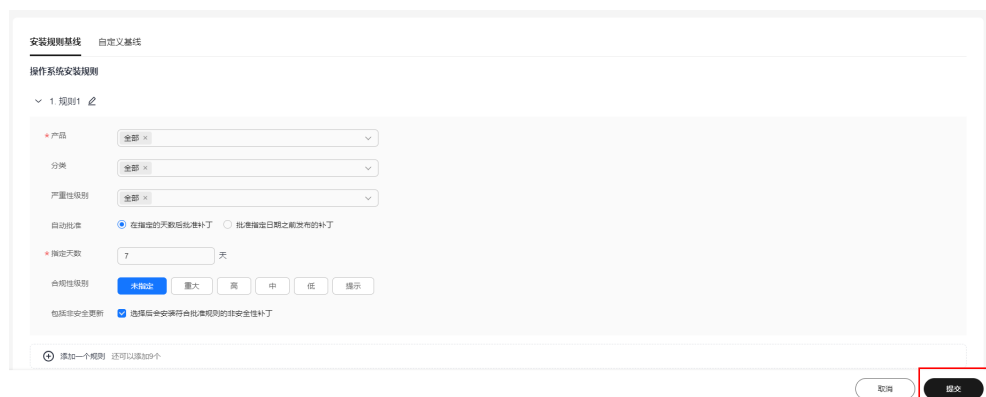 安装规则基线 自定义基线
操作系统安装规则
1. 规则1
* 产品 全部 ×
分类 全部 ×
严重性级别 全部 ×
自动批准 在指定的天数后批准补丁 批准指定日期之前发布的补丁
* 指定天数 7 天
合规性级别 未指定 重大 高 中 低 提示
包括非安全更新 选择后会安装符合批准规则的非安全性补丁
添加一个规则 还可以添加9个
取消 提交